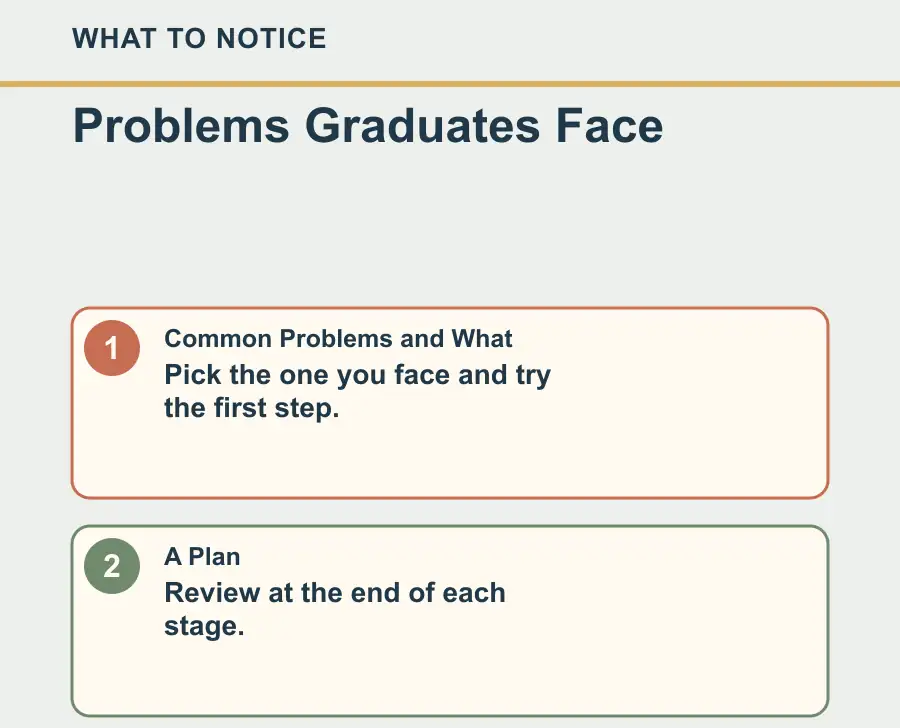 WHAT TO NOTICE
Problems Graduates Face
1
Common Problems and What
Pick the one you face and try
the first step.
2
A Plan
Review at the end of each
stage.